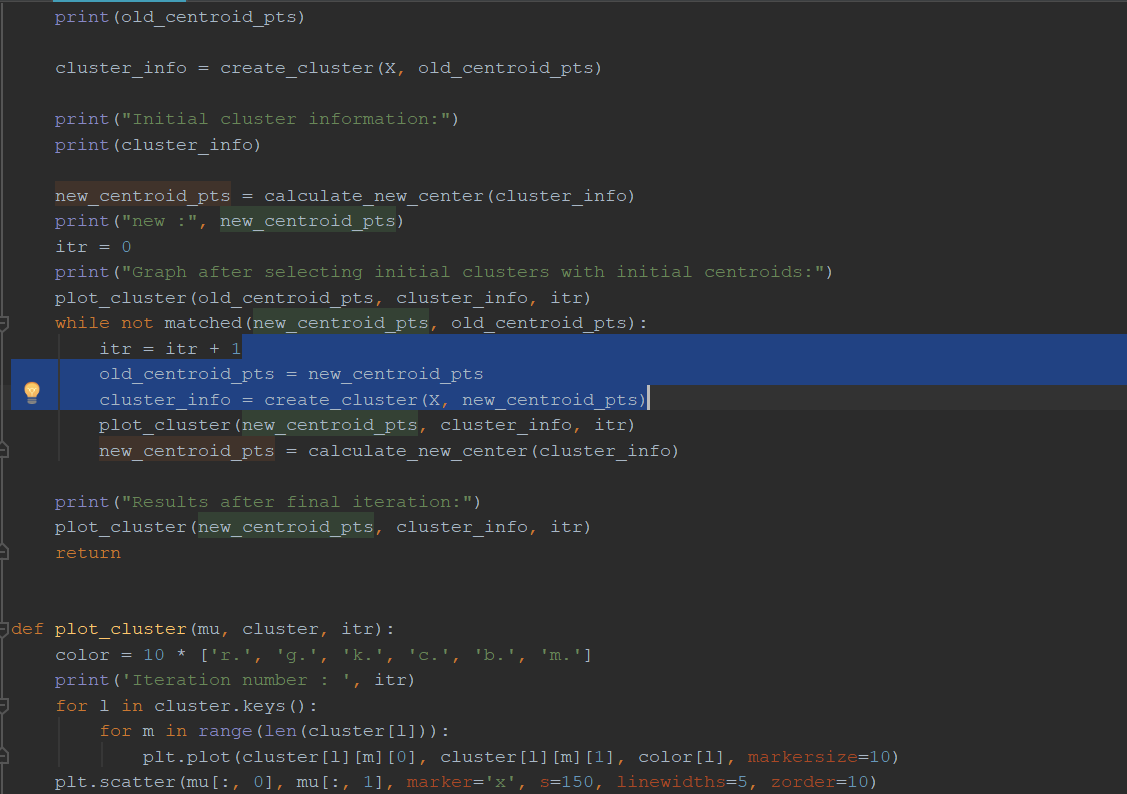 print(old_centroid_pts)
cluster_info = create_cluster(X, old_centroid_pts)
print("Initial cluster information:")
print(cluster_info)
new_centroid_pts = calculate_new_center(cluster_info)
print("new :", new_centroid_pts)
itr = 0
print("Graph after selecting initial clusters with initial centroids:")
plot_cluster(old_centroid_pts, cluster_info, itr)
while not matched(new_centroid_pts, old_centroid_pts):
itr = itr + 1
old_centroid_pts = new_centroid_pts
cluster_info = create_cluster(X, new_centroid_pts)
plot_cluster(new_centroid_pts, cluster_info, itr)
new_centroid_pts = calculate_new_center(cluster_info)
print("Results after final iteration:")
plot_cluster(new_centroid_pts, cluster_info, itr)
return
def plot_cluster(mu, cluster, itr):
color = 10 * ['r.', 'g.', 'k.', 'c.', 'b.', 'm.']
print('Iteration number : ', itr)
for l in cluster.keys():
for m in range(len(cluster[l])):
plt.plot(cluster[l][m][0], cluster[l][m][1], color[l], markersize=10)
plt.scatter(mu[:, 0], mu[:, 1], marker='x', s=150, linewidths=5, zorder=10)